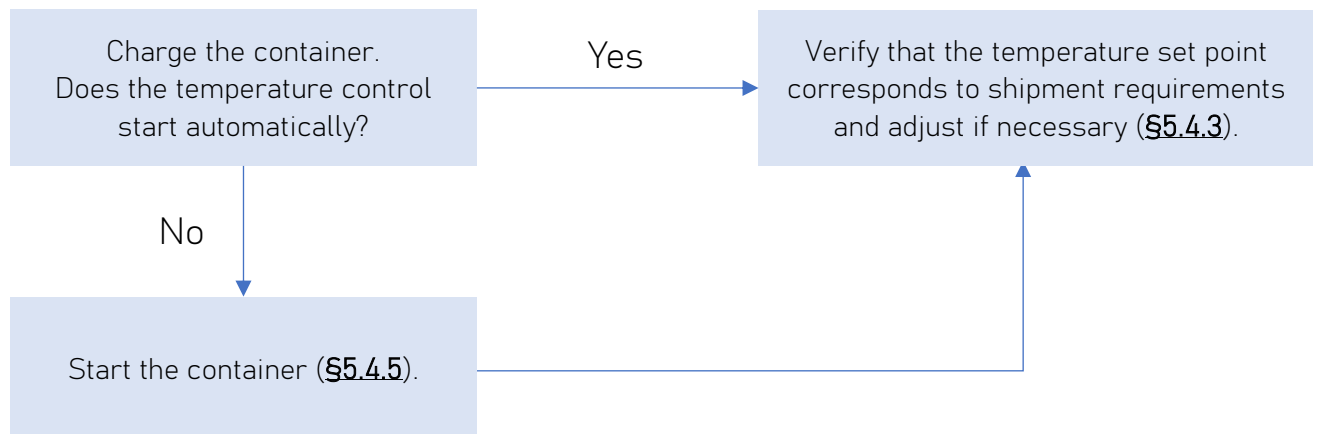 Charge the container.
Does the temperature control
start automatically?
Yes
Verify that the temperature set point
corresponds to shipment requirements
and adjust if necessary (§5.4.3).
No
Start the container (§5.4.5).